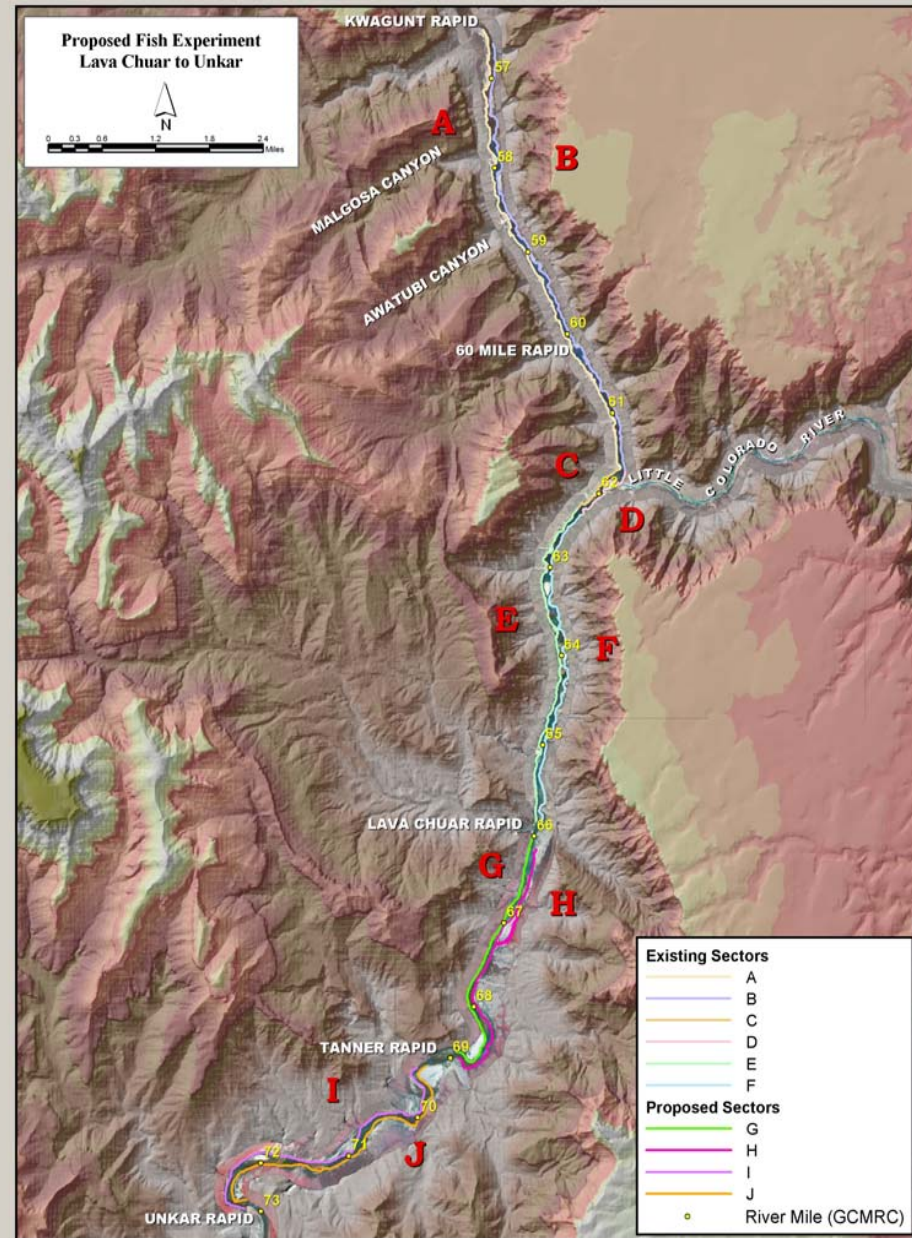 Proposed Fish Experiment
Lava Chuar to Unkar
N
0 0.3 0.6 1.2 1.8 2.4
Miles
KWAGUNT RAPID
57
A
B
58
MALGOSA CANYON
59
AWATUBI CANYON
60
60 MILE RAPID
61
C
62
LITTLE COLORADO RIVER
D
63
E
F
64
65
LAVA CHUAR RAPID
66
G
H
67
68
TANNER RAPID
69
I
70
J
71
72
73
UNKAR RAPID
Existing Sectors
A
B
C
D
E
F
Proposed Sectors
G
H
I
J
River Mile (GCMRC)